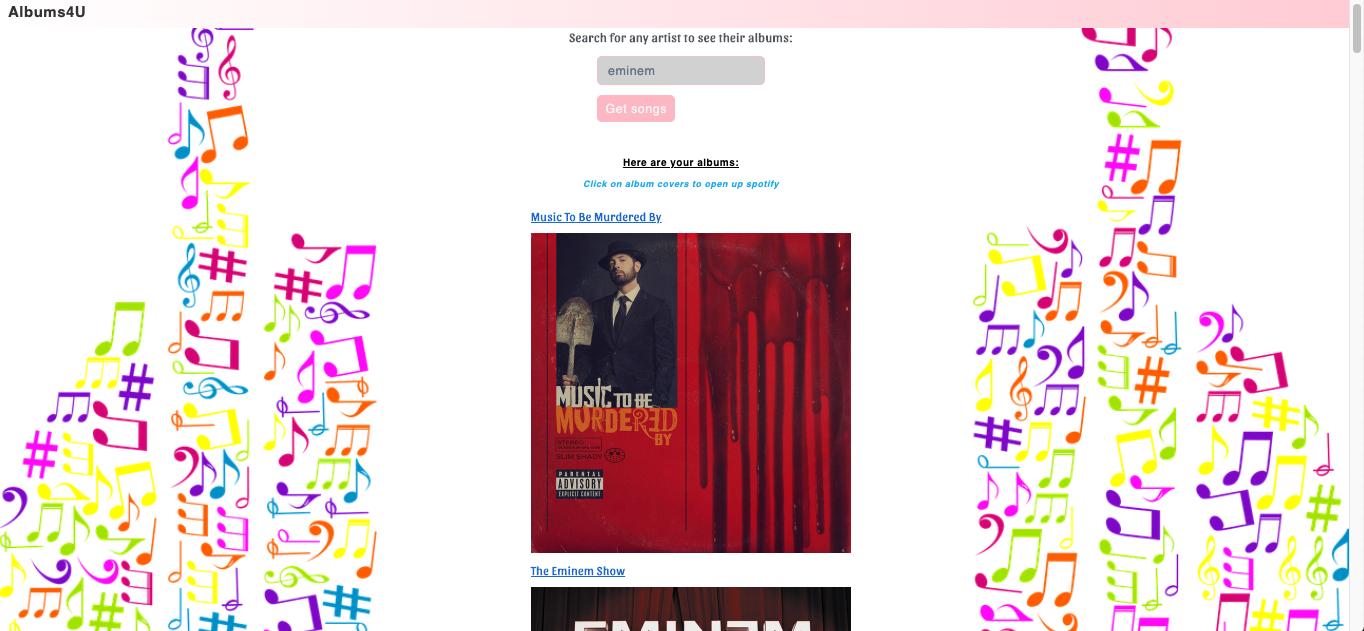 Albums4U
Search for any artist to see their albums:
eminem
Get songs
Here are your albums:
Click on album covers to open up spotify
Music To Be Murdered By
MUSIC TO BE
MURDERED
BY
STEREO
SLIM SHADY
PARENTAL
ADVISORY
EXPLICIT CONTENT
The Eminem Show
EMINEM